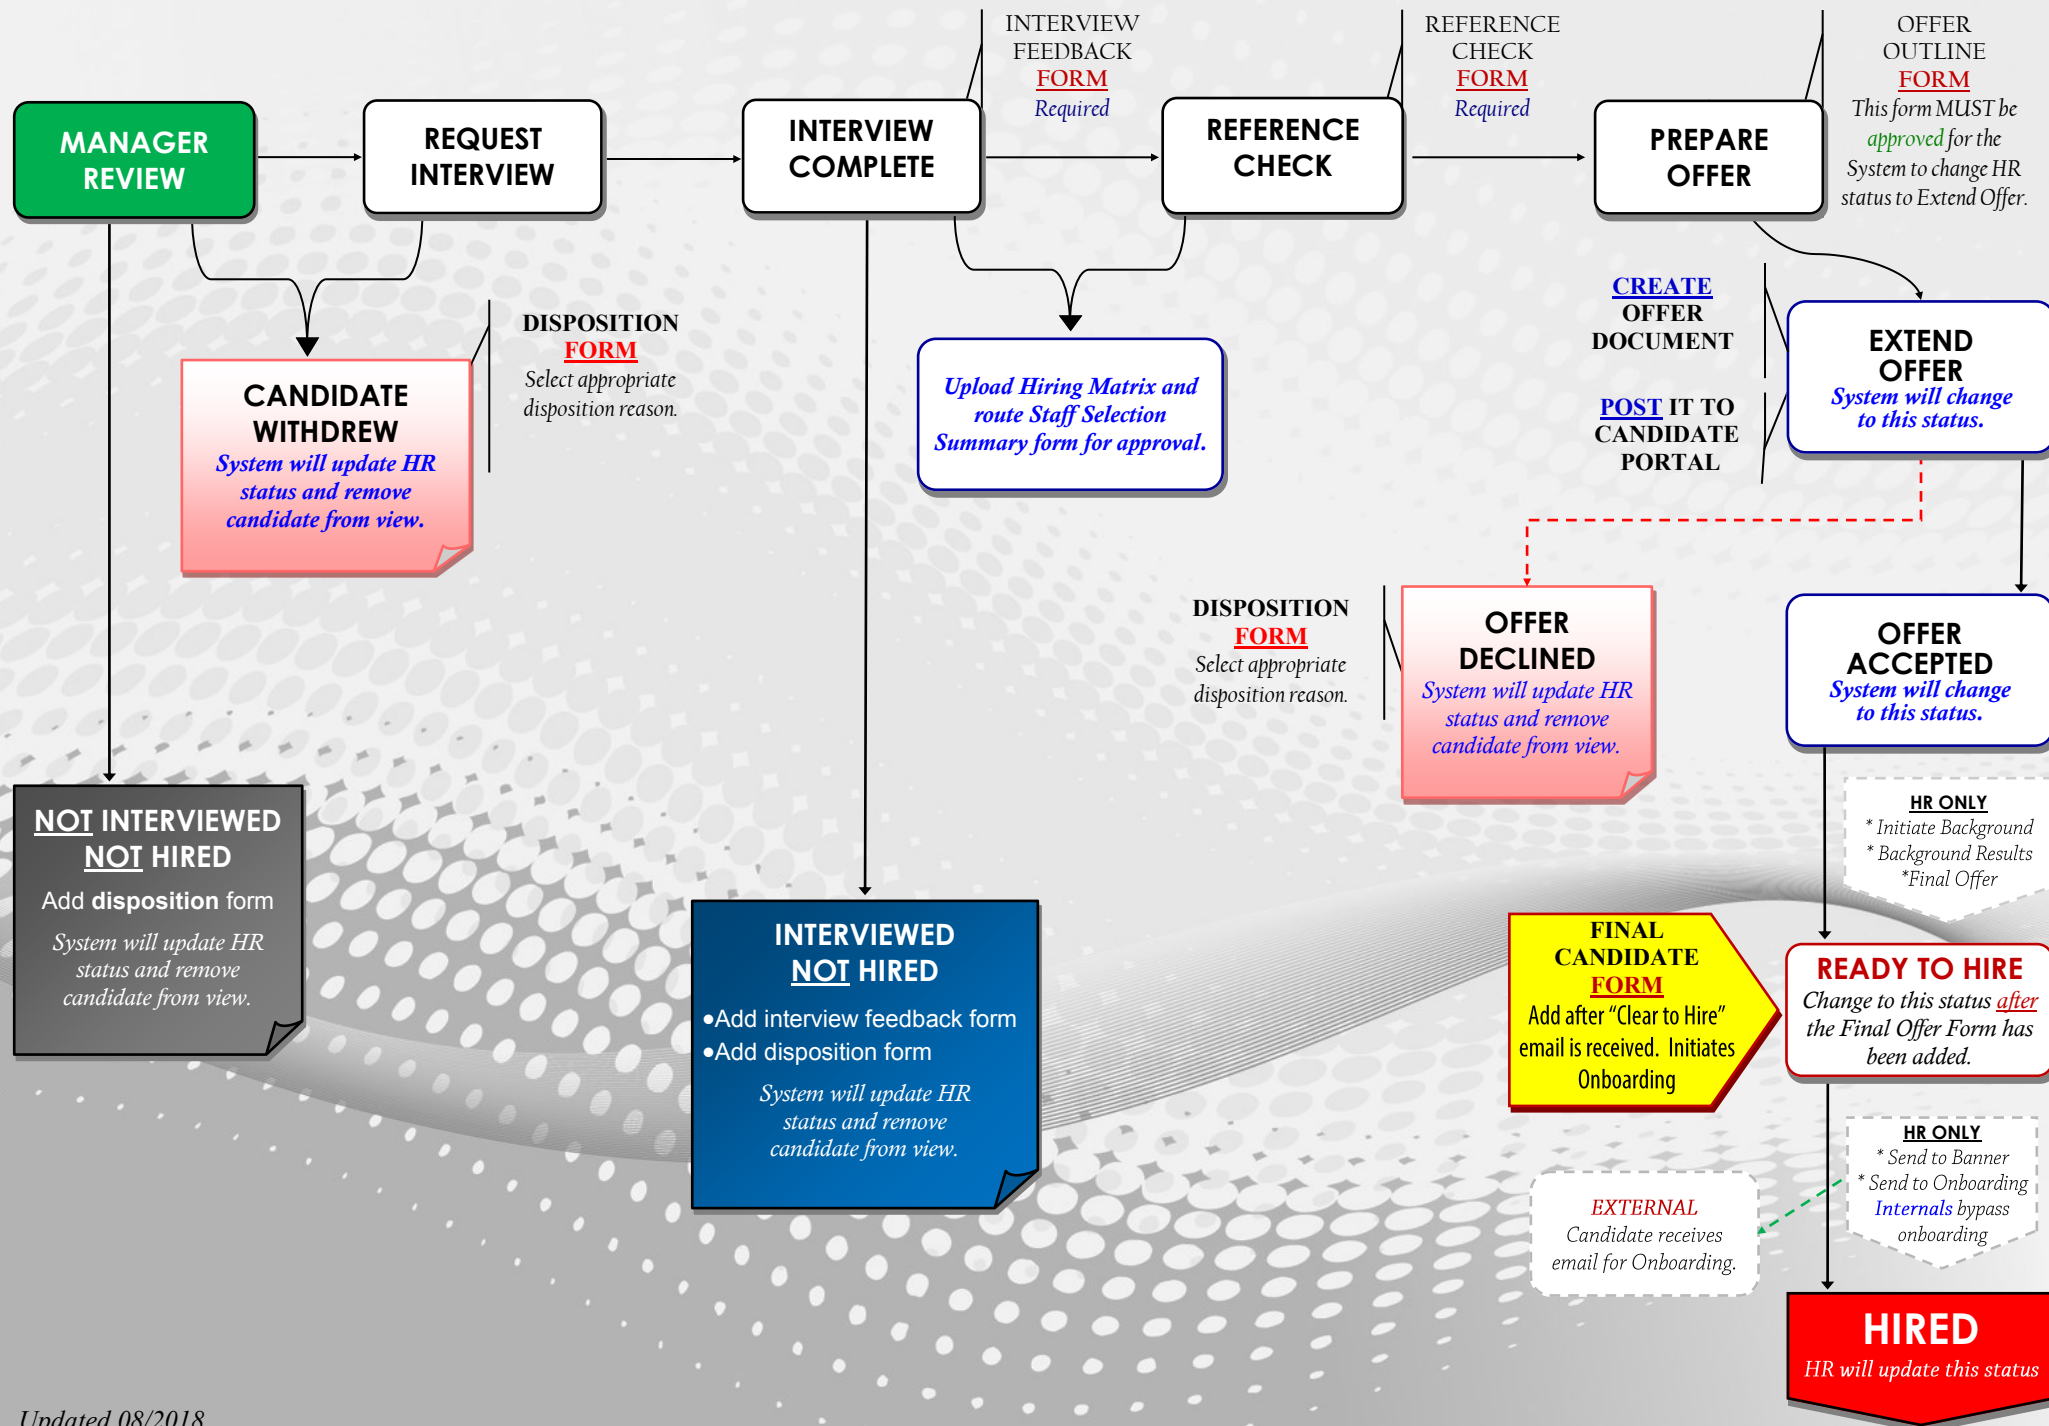 INTERVIEW
FEEDBACK
FORM
Required
REFERENCE
CHECK
FORM
Required
OFFER
OUTLINE
FORM
This form MUST be
approved for the
System to change HR
status to Extend Offer.
MANAGER
REVIEW
REQUEST
INTERVIEW
INTERVIEW
COMPLETE
REFERENCE
CHECK
PREPARE
OFFER
CANDIDATE
WITHDREW
System will update HR
status and remove
candidate from view.
DISPOSITION
FORM
Select appropriate
disposition reason.
Upload Hiring Matrix and
route Staff Selection
Summary form for approval.
CREATE
OFFER
DOCUMENT
POST IT TO
CANDIDATE
PORTAL
EXTEND
OFFER
System will change
to this status.
DISPOSITION
FORM
Select appropriate
disposition reason.
OFFER
DECLINED
System will update HR
status and remove
candidate from view.
OFFER
ACCEPTED
System will change
to this status.
HR ONLY
* Initiate Background
* Background Results
*Final Offer
NOT INTERVIEWED
NOT HIRED
Add disposition form
System will update HR
status and remove
candidate from view.
INTERVIEWED
NOT HIRED
•Add interview feedback form
•Add disposition form
System will update HR
status and remove
candidate from view.
FINAL
CANDIDATE
FORM
Add after “Clear to Hire”
email is received. Initiates
Onboarding
READY TO HIRE
Change to this status after
the Final Offer Form has
been added.
HR ONLY
* Send to Banner
* Send to Onboarding
Internals bypass
onboarding
EXTERNAL
Candidate receives
email for Onboarding.
HIRED
HR will update this status
Updated 08/2018